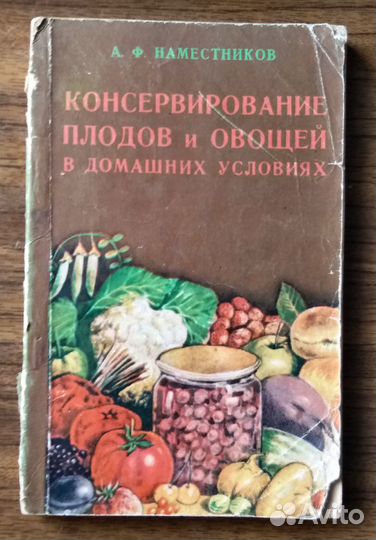 А. Ф. НАМЕСТНИКОВ
КОНСЕРВИРОВАНИЕ
ПЛОДОВ и ОВОЩЕЙ
В ДОМАШНИХ УСЛОВИЯХ
Avito